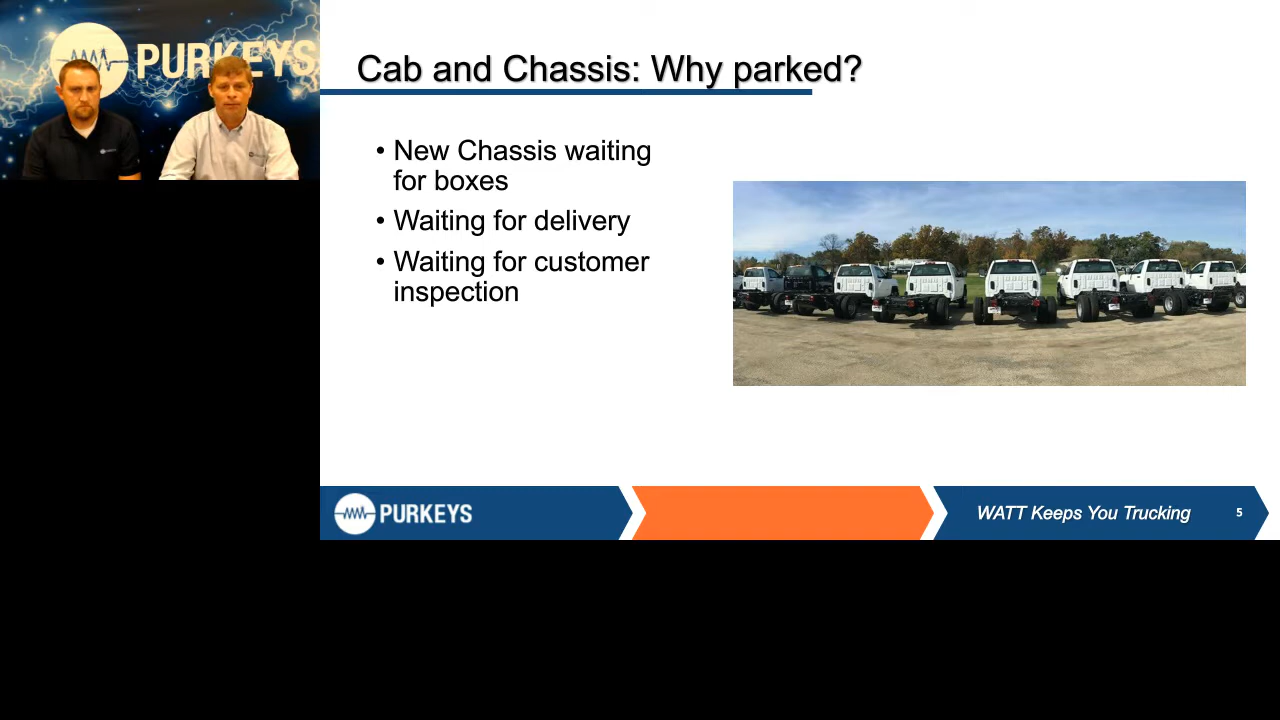 PURKEYS
Cab and Chassis: Why parked?
• New Chassis waiting
for boxes
• Waiting for delivery
• Waiting for customer
inspection
PURKEYS
WATT Keeps You Trucking
5